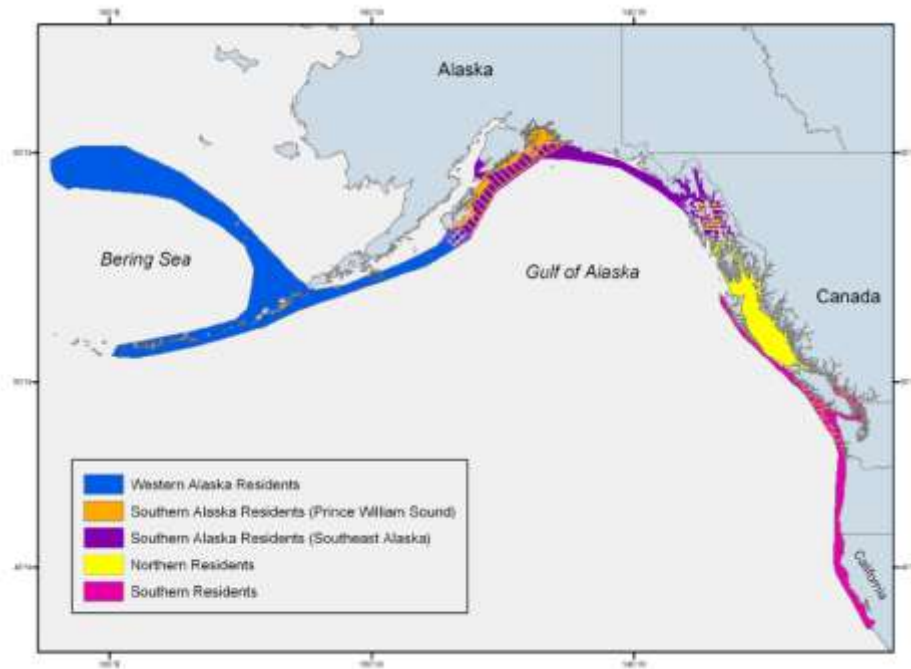 Alaska
Bering Sea
Gulf of Alaska
Canada
California
Western Alaska Residents
Southern Alaska Residents (Prince William Sound)
Southern Alaska Residents (Southeast Alaska)
Northern Residents
Southern Residents